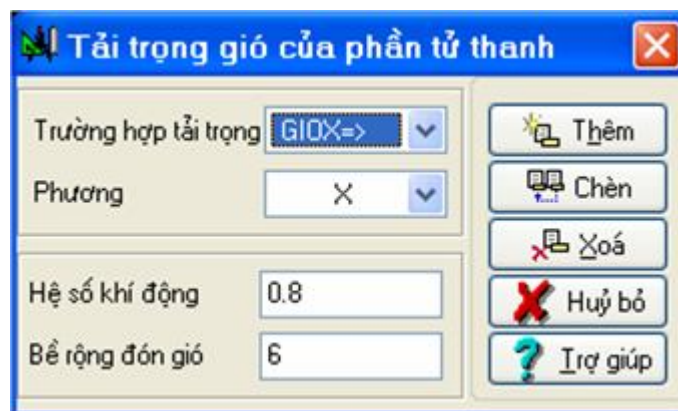 Tải trọng gió của phần tử thanh
Trường hợp tải trọng GIOX=>
Phương X
Hệ số khí động 0.8
Bề rộng đón gió 6
Thêm
Chèn
Xoá
Huỷ bỏ
Trợ giúp